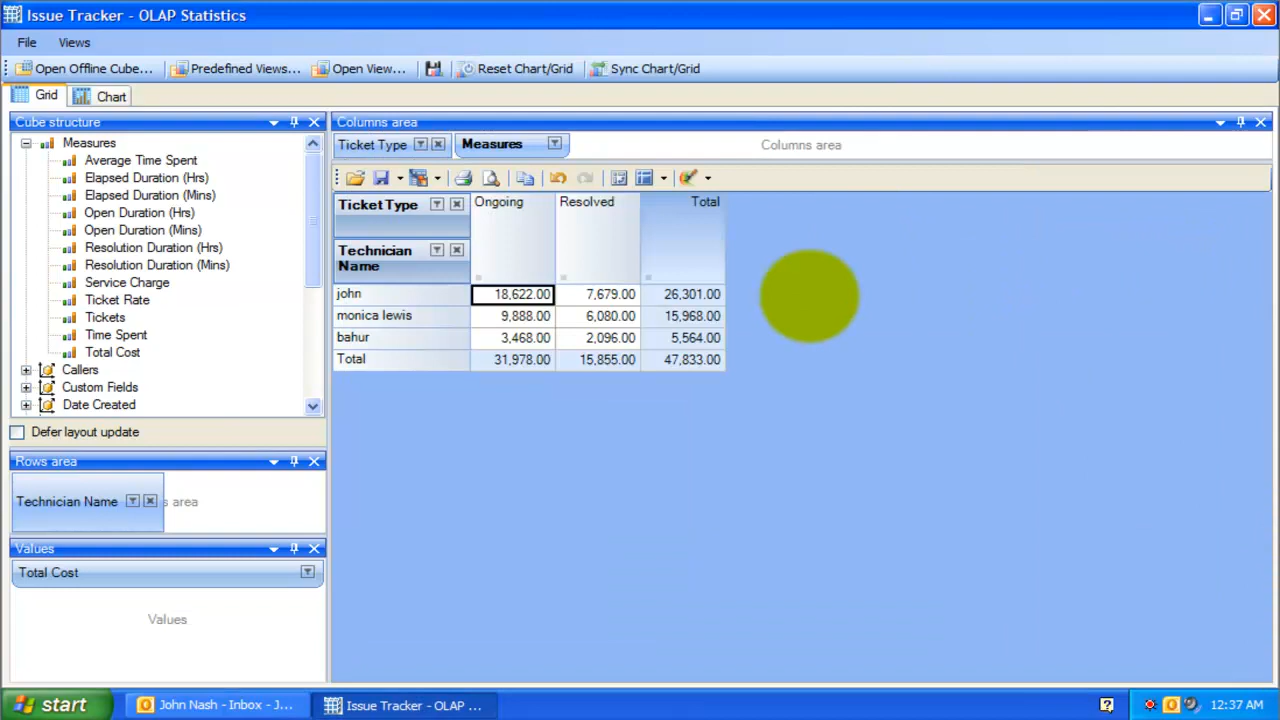 Issue Tracker - OLAP Statistics
File Views
Open Offline Cube... Predefined Views... Open View... Reset Chart/Grid Sync Chart/Grid
Grid Chart
Cube structure
Measures
Average Time Spent
Elapsed Duration (Hrs)
Elapsed Duration (Mins)
Open Duration (Hrs)
Open Duration (Mins)
Resolution Duration (Hrs)
Resolution Duration (Mins)
Service Charge
Ticket Rate
Tickets
Time Spent
Total Cost
Callers
Custom Fields
Date Created
Defer layout update
Rows area
Technician Name s area
Values
Total Cost
Values
Columns area
Ticket Type Measures Columns area
Ticket Type Ongoing Resolved Total
Technician
Name
john 18,622.00 7,679.00 26,301.00
monica lewis 9,888.00 6,080.00 15,968.00
bahur 3,468.00 2,096.00 5,564.00
Total 31,978.00 15,855.00 47,833.00
start John Nash - Inbox - J... Issue Tracker - OLAP ... 12:37 AM